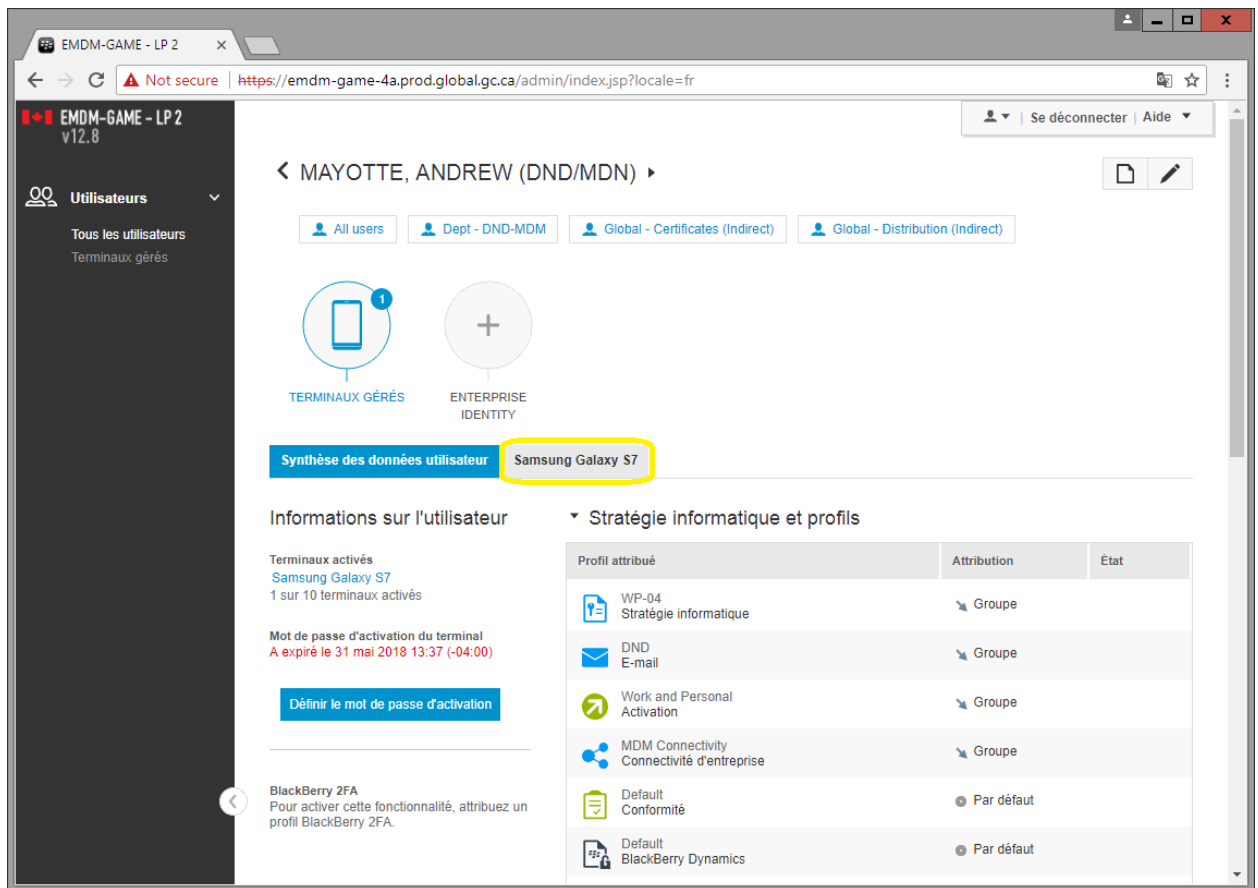 EMDM-GAME - LP 2
Not secure | https://emdm-game-4a.prod.global.gc.ca/admin/index.jsp?locale=fr
EMDM-GAME – LP 2
v12.8
Se déconnecter | Aide
Utilisateurs
Tous les utilisateurs
Terminaux gérés
MAYOTTE, ANDREW (DND/MDN)
All users
Dept - DND-MDM
Global - Certificates (Indirect)
Global - Distribution (Indirect)
1
TERMINAUX GÉRÉS
ENTERPRISE
IDENTITY
Synthèse des données utilisateur
Samsung Galaxy S7
Informations sur l'utilisateur
Terminaux activés
Samsung Galaxy S7
1 sur 10 terminaux activés
Mot de passe d'activation du terminal
A expiré le 31 mai 2018 13:37 (-04:00)
Définir le mot de passe d'activation
BlackBerry 2FA
Pour activer cette fonctionnalité, attribuez un
profil BlackBerry 2FA.
Stratégie informatique et profils
Profil attribué Attribution État
WP-04
Stratégie informatique
Groupe
DND
E-mail
Groupe
Work and Personal
Activation
Groupe
MDM Connectivity
Connectivité d'entreprise
Groupe
Default
Conformité
Par défaut
Default
BlackBerry Dynamics
Par défaut